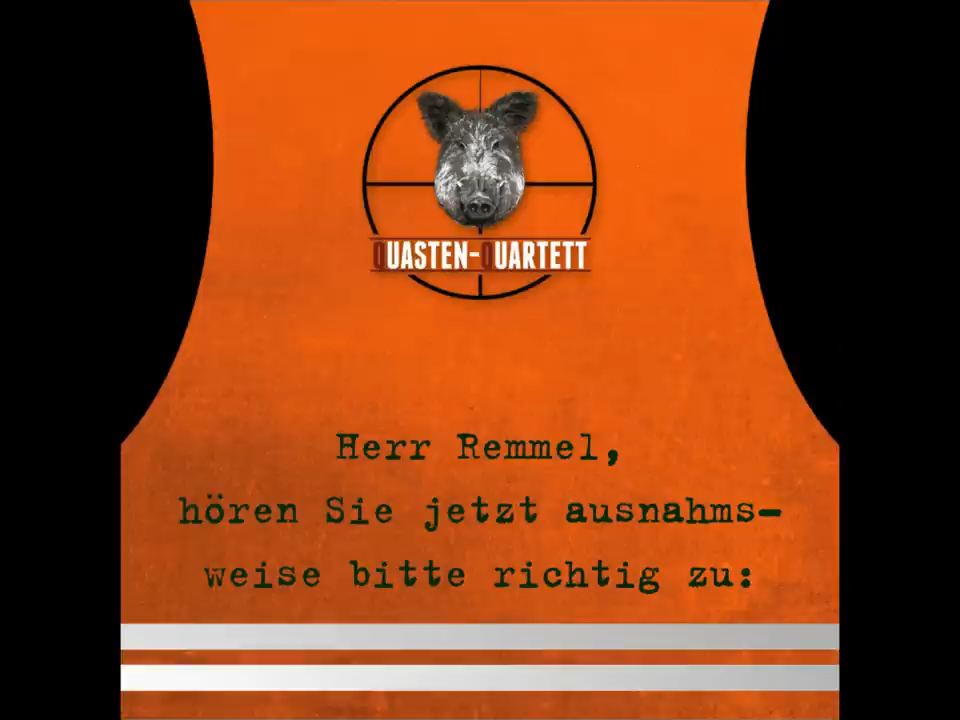 QUASTEN-QUARTETT
Herr Remmel,
hören Sie jetzt ausnahms-
weise bitte richtig zu: